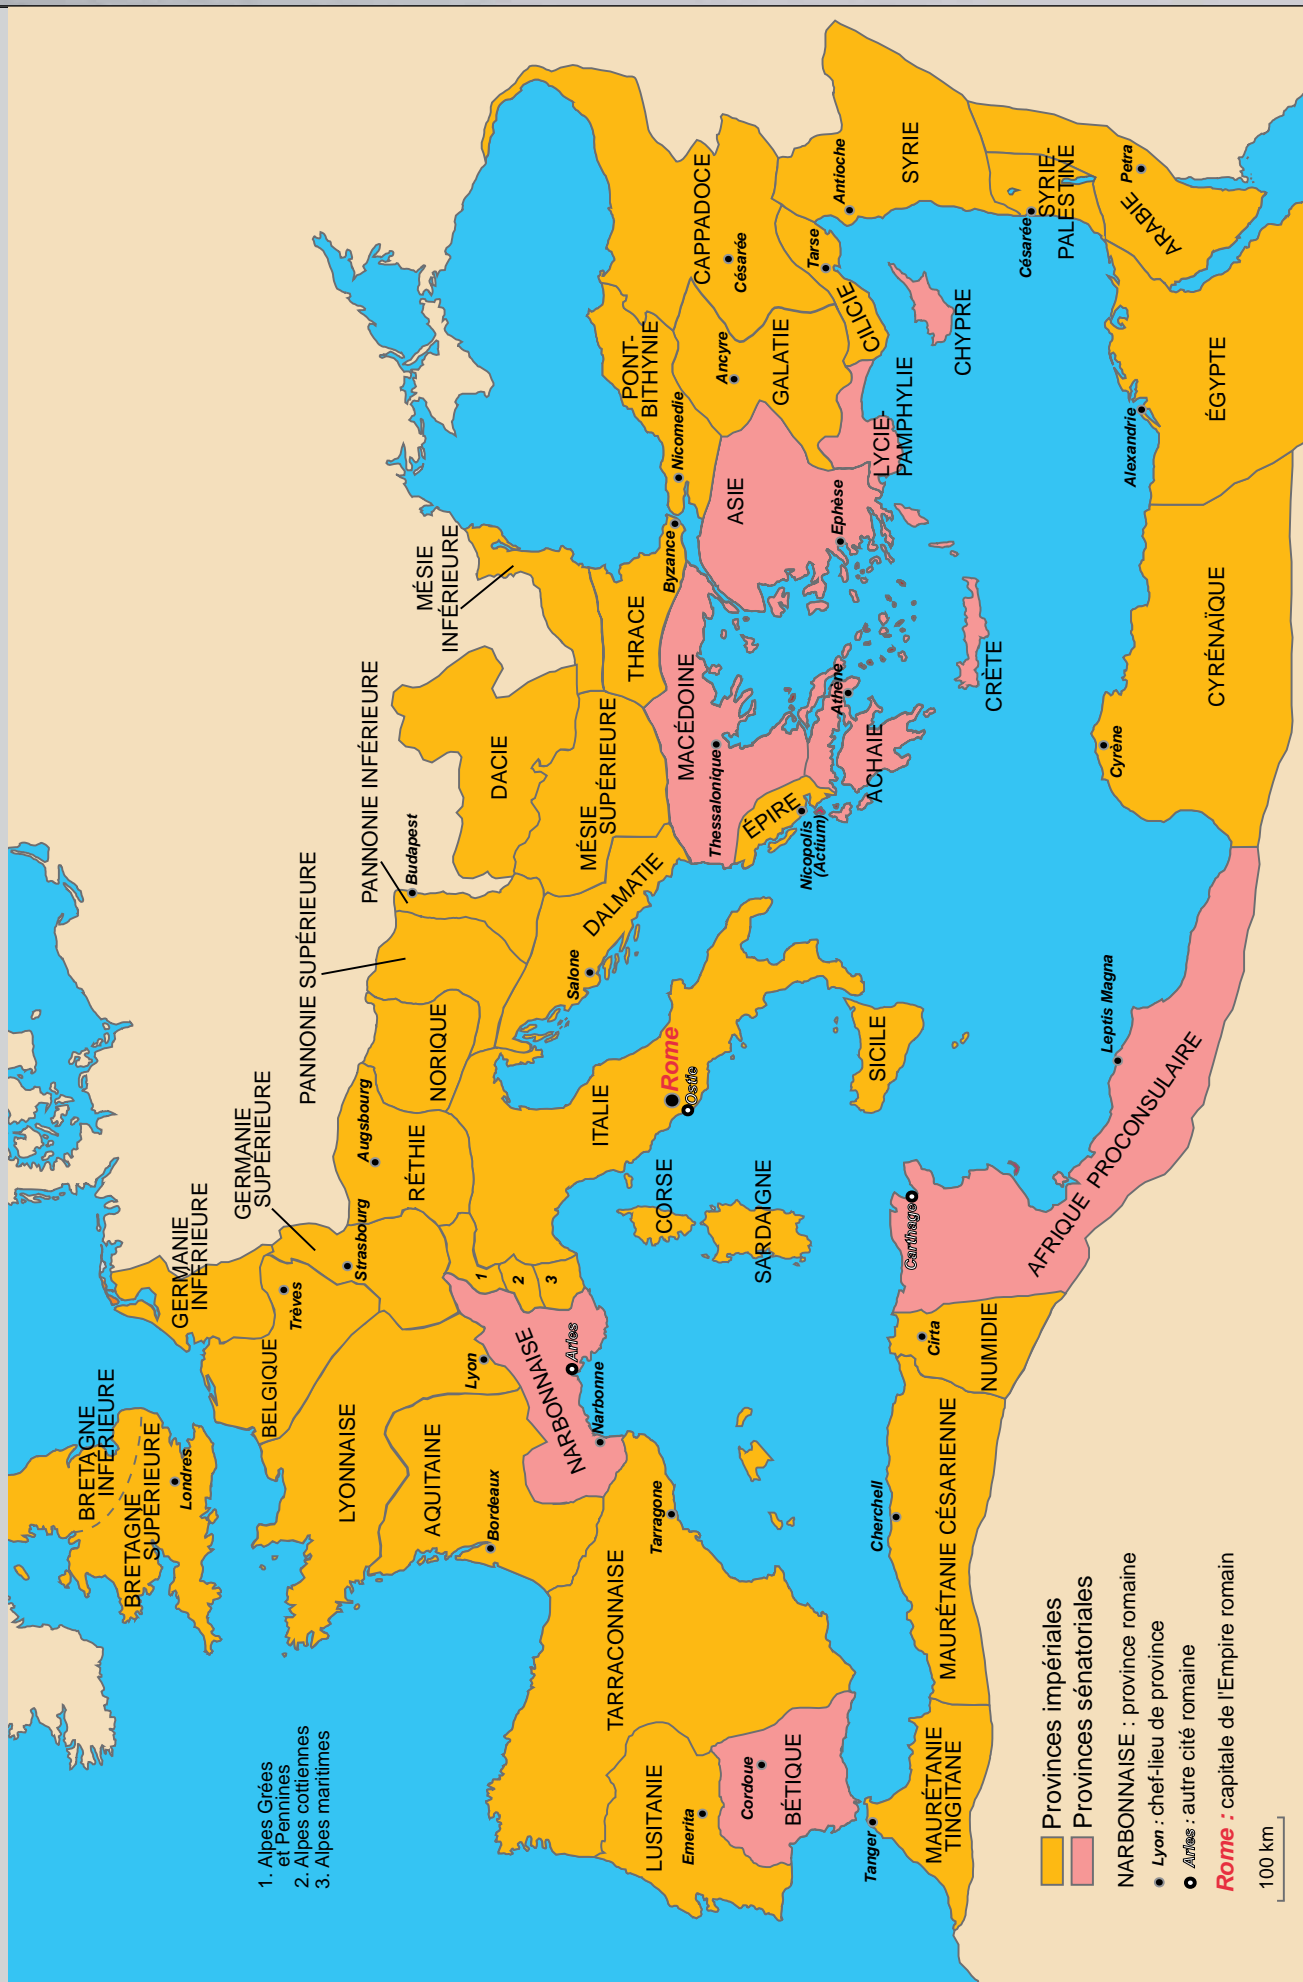 BRETAGNE
INFÉRIEURE
BRETAGNE
SUPÉRIEURE
Londres
GERMANIE
INFÉRIEURE
GERMANIE
SUPÉRIEURE
PANNONIE SUPÉRIEURE
PANNONIE INFÉRIEURE
Budapest
MÉSIE
INFÉRIEURE
BELGIQUE
Trèves
Strasbourg
Augsbourg
RÉTHIE
NORIQUE
LYONNAISE
AQUITAINE
Bordeaux
Lyon
1
2
3
NARBONNAISE
Arles
Narbonne
DACIE
MÉSIE
SUPÉRIEURE
DALMATIE
Salone
THRACE
Byzance
MACÉDOINE
Thessalonique
ÉPIRE
Nicopolis
(Actium)
ACHAIE
Athène
CRÈTE
PONT-
BITHYNIE
Nicomedie
CAPPADOCE
Césarée
Ancyre
GALATIE
ASIE
Ephèse
LYCIE-
PAMPHYLIE
CILICIE
Tarse
CHYPRE
Antioche
SYRIE
SYRIE-
PALESTINE
Césarée
Petra
ARABIE
Alexandrie
ÉGYPTE
CYRÉNAÏQUE
Cyrène
ITALIE
Rome
Ostie
CORSE
SARDAIGNE
SICILE
TARRACONNAISE
Tarragone
LUSITANIE
Emerita
Cordoue
BÉTIQUE
Tanger
MAURÉTANIE
TINGITANE
Cherchell
MAURÉTANIE CÉSARIENNE
Cirta
NUMIDIE
Carthage
AFRIQUE PROCONSULAIRE
Leptis Magna
1. Alpes Grées
et Pennines
2. Alpes cottiennes
3. Alpes maritimes
Provinces impériales
Provinces sénatoriales
NARBONNAISE : province romaine
Lyon : chef-lieu de province
Arles : autre cité romaine
Rome : capitale de l'Empire romain
100 km